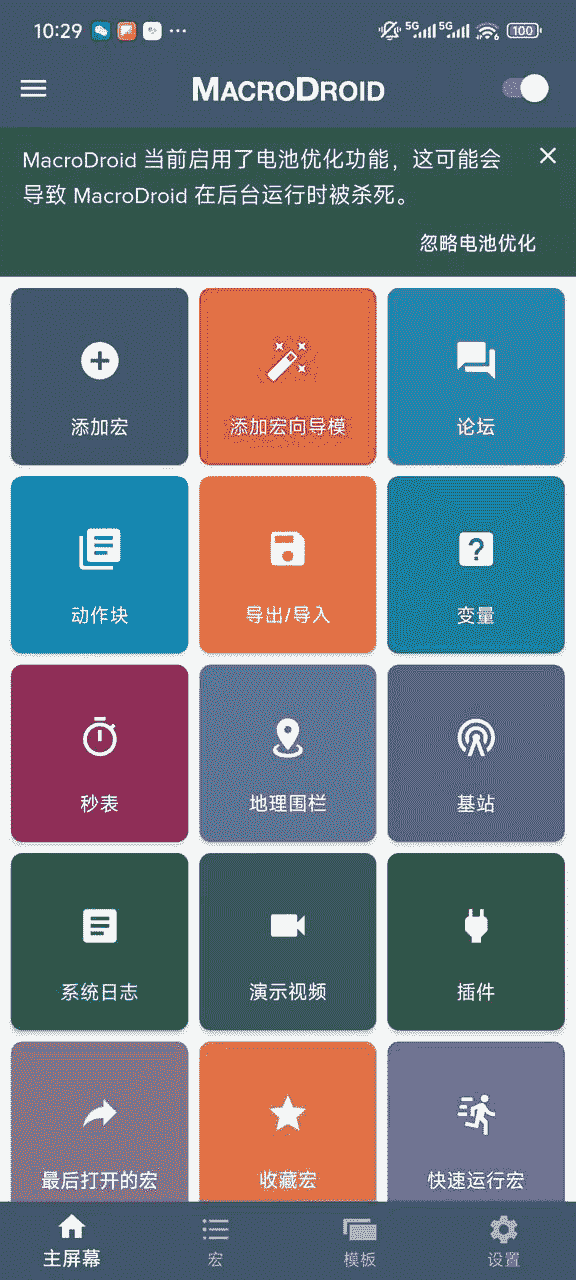 10:29 5G 5G 100
MACRODROID
MacroDroid 当前启用了电池优化功能，这可能会
导致 MacroDroid 在后台运行时被杀死。
忽略电池优化
添加宏 添加宏向导模 论坛
动作块 导出/导入 变量
秒表 地理围栏 基站
系统日志 演示视频 插件
最后打开的宏 收藏宏 快速运行宏
主屏幕 宏 模板 设置